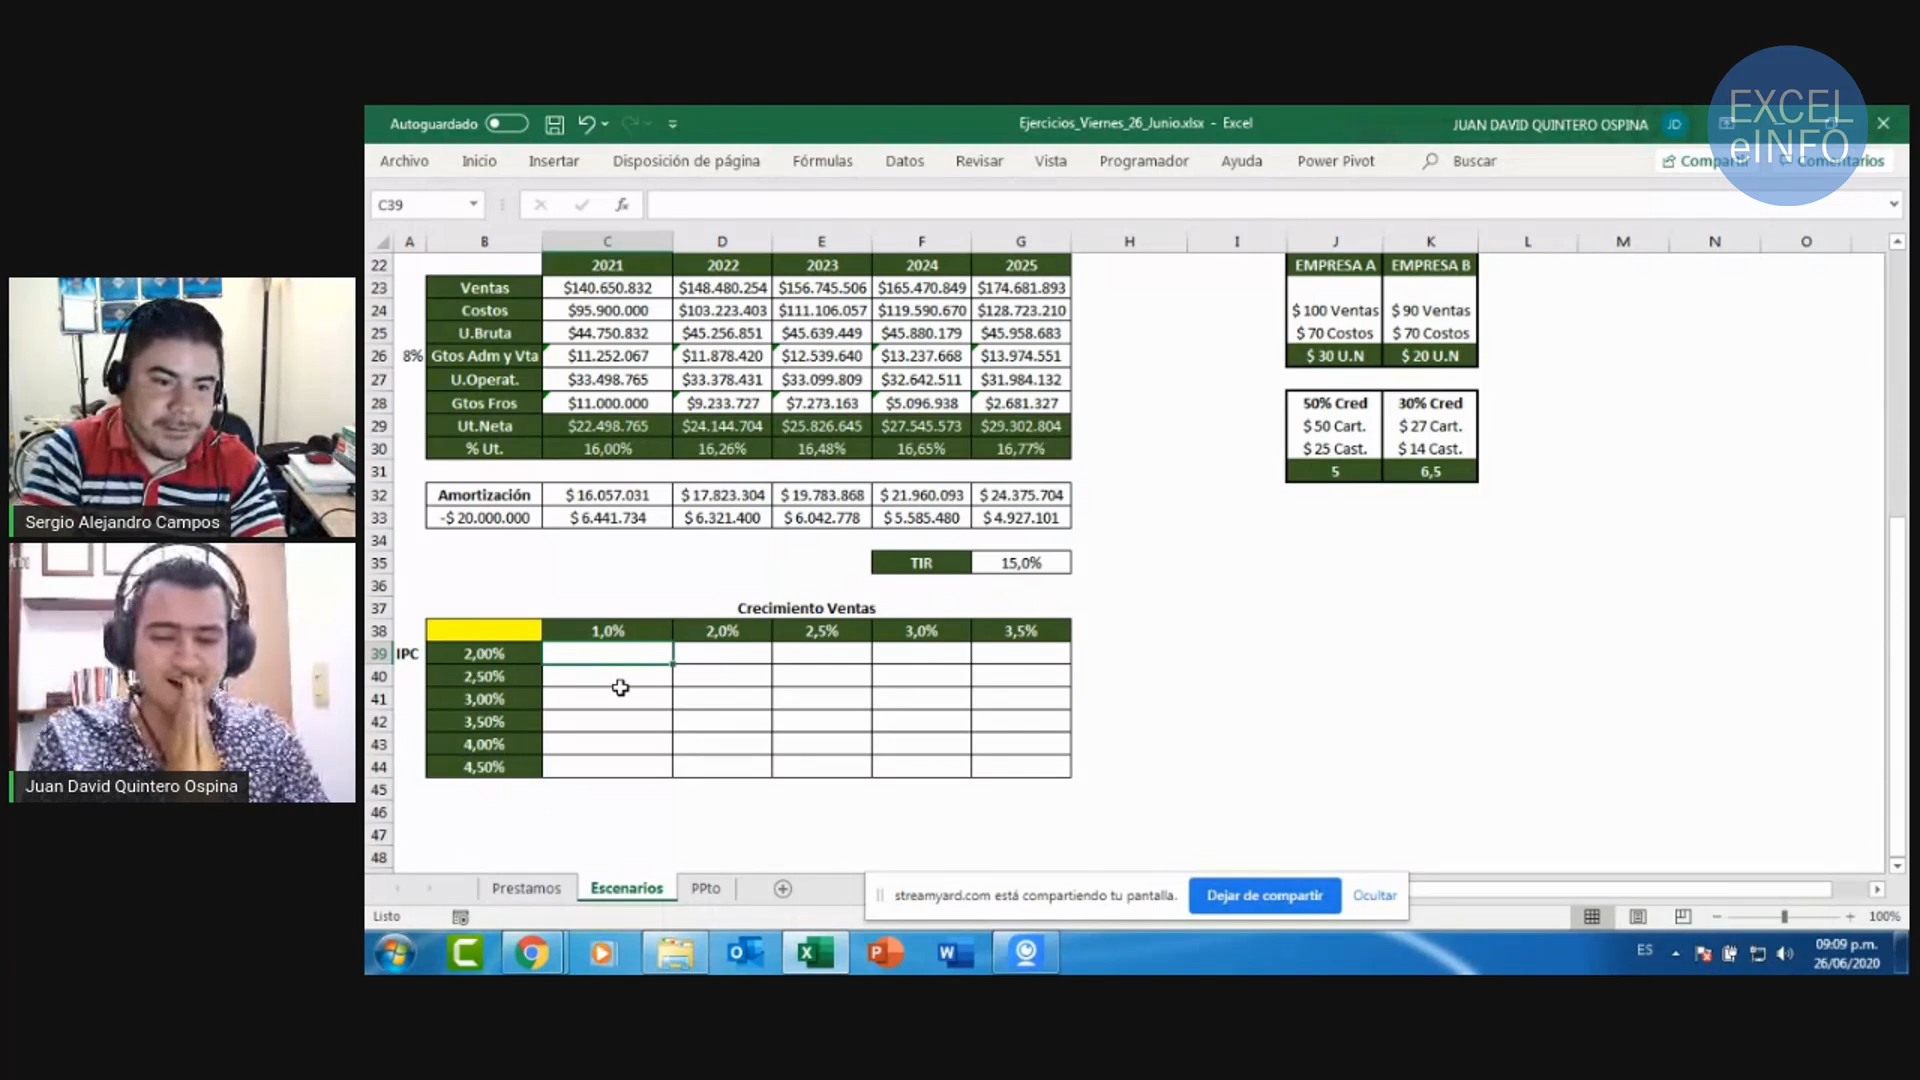 EXCEL
eINFO
Autoguardado
Ejercicios_Viernes_26_Junio.xlsx - Excel
JUAN DAVID QUINTERO OSPINA JD
Archivo Inicio Insertar Disposición de página Fórmulas Datos Revisar Vista Programador Ayuda Power Pivot Buscar Compartir Comentarios
C39 fx
A B C D E F G H I J K L M N O
22 2021 2022 2023 2024 2025 EMPRESA A EMPRESA B
23 Ventas $140.650.832 $148.480.254 $156.745.506 $165.470.849 $174.681.893
24 Costos $95.900.000 $103.223.403 $111.106.057 $119.590.670 $128.723.210 $ 100 Ventas $ 90 Ventas
25 U.Bruta $44.750.832 $45.256.851 $45.639.449 $45.880.179 $45.958.683 $ 70 Costos $ 70 Costos
26 8% Gtos Adm y Vta $11.252.067 $11.878.420 $12.539.640 $13.237.668 $13.974.551 $ 30 U.N $ 20 U.N
27 U.Operat. $33.498.765 $33.378.431 $33.099.809 $32.642.511 $31.984.132
28 Gtos Fros $11.000.000 $9.233.727 $7.273.163 $5.096.938 $2.681.327 50% Cred 30% Cred
29 Ut.Neta $22.498.765 $24.144.704 $25.826.645 $27.545.573 $29.302.804 $ 50 Cart. $ 27 Cart.
30 % Ut. 16,00% 16,26% 16,48% 16,65% 16,77% $ 25 Cast. $ 14 Cast.
31 5 6,5
32 Amortización $ 16.057.031 $ 17.823.304 $ 19.783.868 $ 21.960.093 $ 24.375.704
33 -$ 20.000.000 $ 6.441.734 $ 6.321.400 $ 6.042.778 $ 5.585.480 $ 4.927.101
34
35 TIR 15,0%
36
37 Crecimiento Ventas
38 1,0% 2,0% 2,5% 3,0% 3,5%
39 IPC 2,00%
40 2,50%
41 3,00%
42 3,50%
43 4,00%
44 4,50%
45
46
47
48
Sergio Alejandro Campos
Juan David Quintero Ospina
Prestamos Escenarios PPto
streamyard.com está compartiendo tu pantalla. Dejar de compartir Ocultar
Listo 100%
ES 09:09 p.m.
26/06/2020